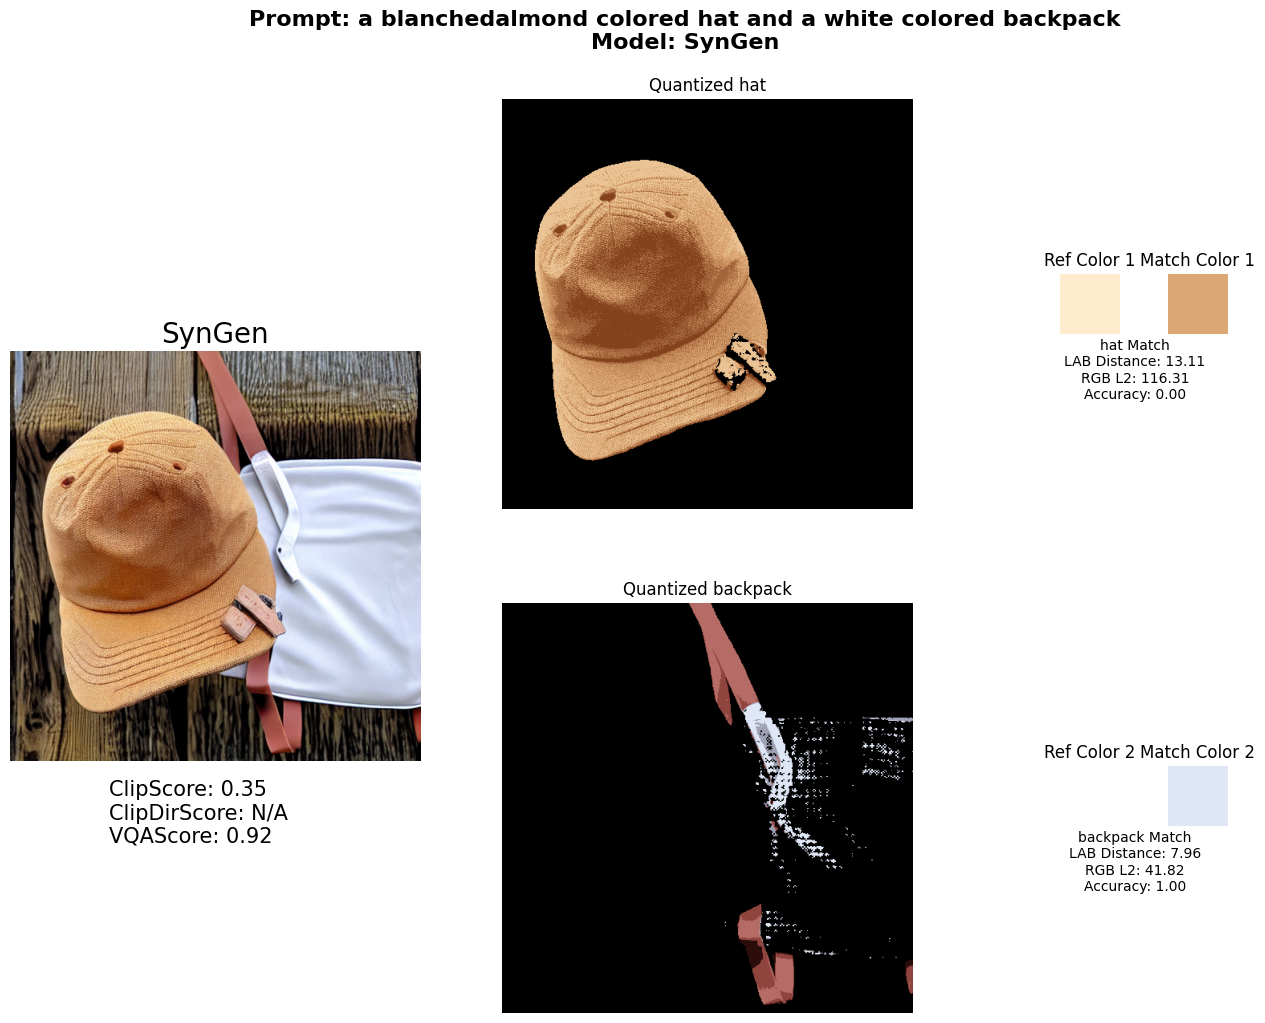 Prompt: a blanchedalmond colored hat and a white colored backpack
Model: SynGen
Quantized hat
Ref Color 1 Match Color 1
hat Match
LAB Distance: 13.11
RGB L2: 116.31
Accuracy: 0.00
SynGen
ClipScore: 0.35
ClipDirScore: N/A
VQAScore: 0.92
Quantized backpack
Ref Color 2 Match Color 2
backpack Match
LAB Distance: 7.96
RGB L2: 41.82
Accuracy: 1.00